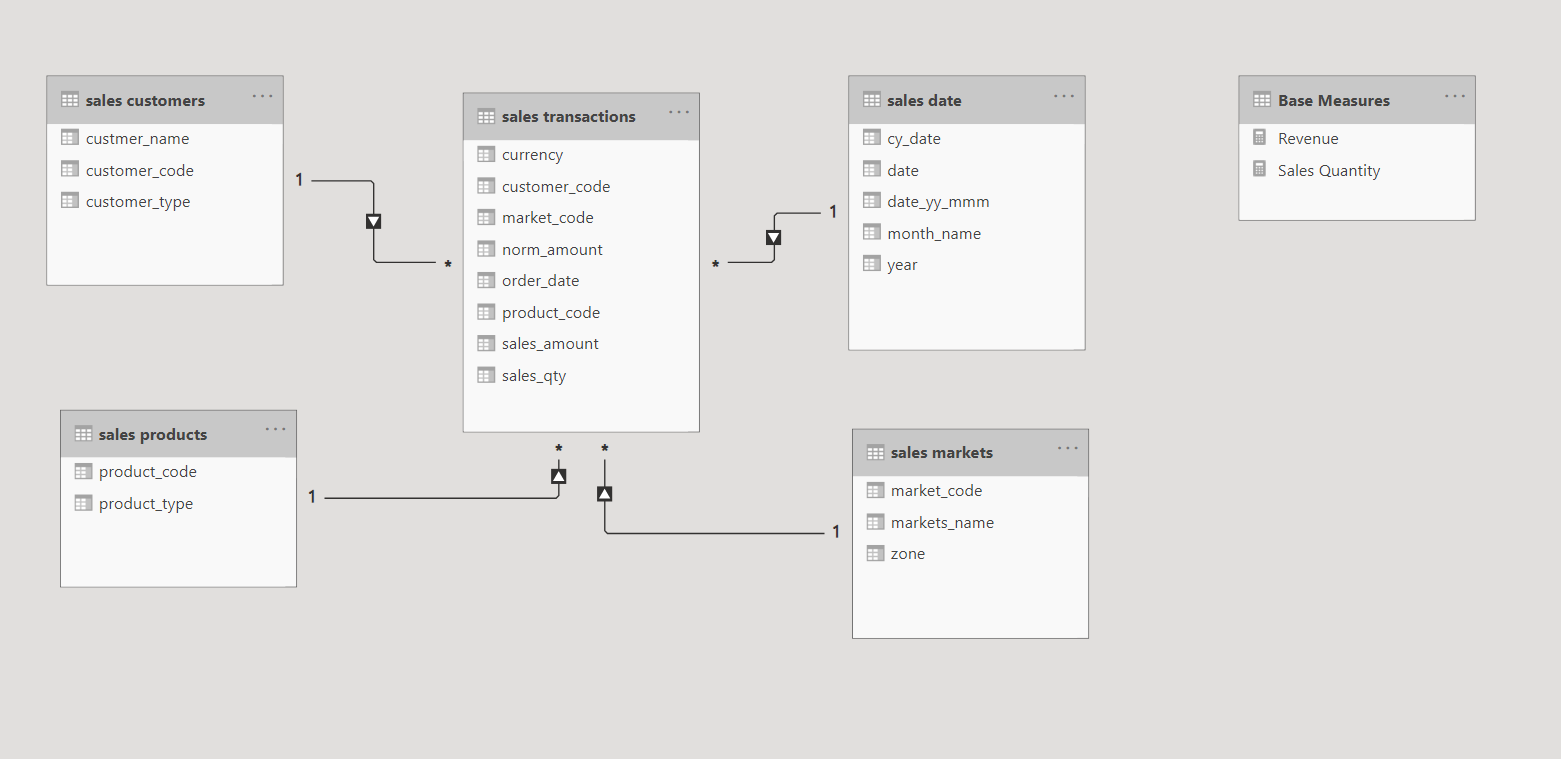 sales customers
custmer_name
customer_code
customer_type
1
*
sales transactions
currency
customer_code
market_code
norm_amount
order_date
product_code
sales_amount
sales_qty
*
1
sales date
cy_date
date
date_yy_mmm
month_name
year
Base Measures
Revenue
Sales Quantity
sales products
product_code
product_type
1
*
*
1
sales markets
market_code
markets_name
zone